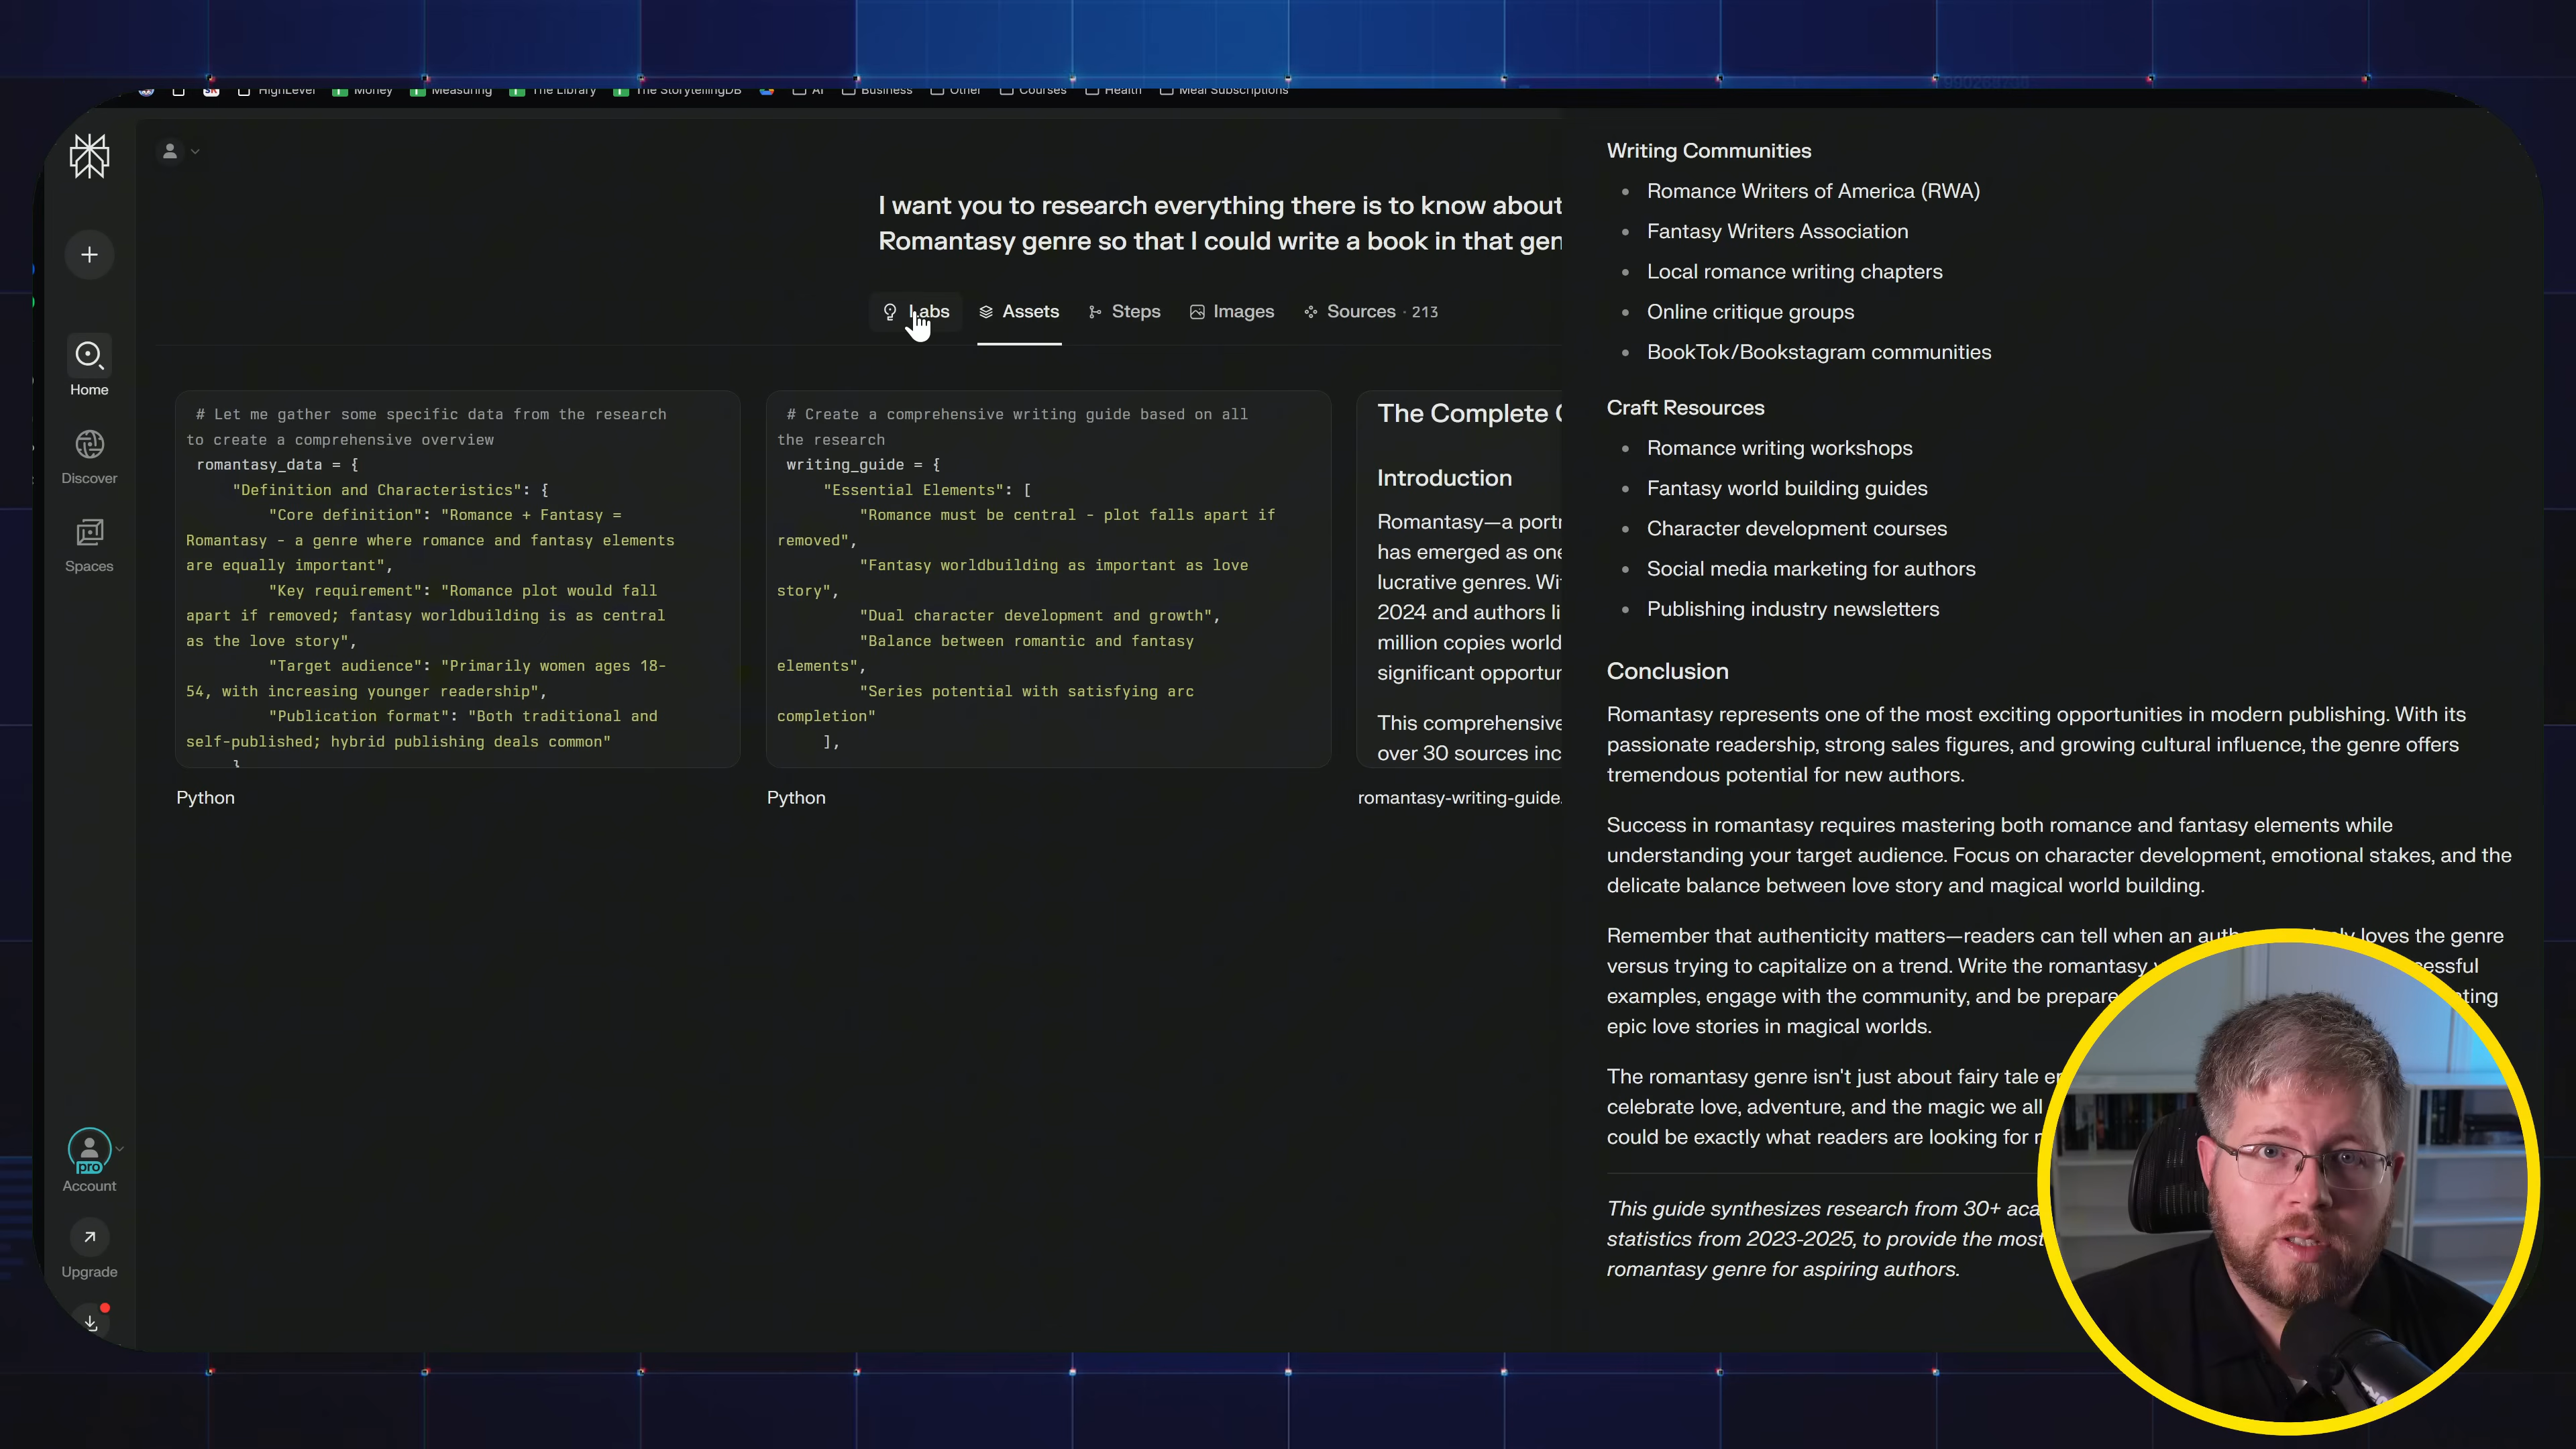 HighLevel Money Measuring The Library The StorytellingDB AI Business Other Courses Health Meal Subscriptions
I want you to research everything there is to know about
Romantasy genre so that I could write a book in that gen
Labs Assets Steps Images Sources · 213
Home
Discover
Spaces
pro
Account
Upgrade
# Let me gather some specific data from the research
to create a comprehensive overview
romantasy_data = {
"Definition and Characteristics": {
"Core definition": "Romance + Fantasy =
Romantasy - a genre where romance and fantasy elements
are equally important",
"Key requirement": "Romance plot would fall
apart if removed; fantasy worldbuilding is as central
as the love story",
"Target audience": "Primarily women ages 18-
54, with increasing younger readership",
"Publication format": "Both traditional and
self-published; hybrid publishing deals common"
}
Python
# Create a comprehensive writing guide based on all
the research
writing_guide = {
"Essential Elements": [
"Romance must be central - plot falls apart if
removed",
"Fantasy worldbuilding as important as love
story",
"Dual character development and growth",
"Balance between romantic and fantasy
elements",
"Series potential with satisfying arc
completion"
],
Python
The Complete
Introduction
Romantasy—a portr
has emerged as one
lucrative genres. Wit
2024 and authors li
million copies world
significant opportur
This comprehensive
over 30 sources inc
romantasy-writing-guide.
Writing Communities
• Romance Writers of America (RWA)
• Fantasy Writers Association
• Local romance writing chapters
• Online critique groups
• BookTok/Bookstagram communities
Craft Resources
• Romance writing workshops
• Fantasy world building guides
• Character development courses
• Social media marketing for authors
• Publishing industry newsletters
Conclusion
Romantasy represents one of the most exciting opportunities in modern publishing. With its
passionate readership, strong sales figures, and growing cultural influence, the genre offers
tremendous potential for new authors.
Success in romantasy requires mastering both romance and fantasy elements while
understanding your target audience. Focus on character development, emotional stakes, and the
delicate balance between love story and magical world building.
Remember that authenticity matters—readers can tell when an loves the genre
versus trying to capitalize on a trend. Write the romantasy
examples, engage with the community, and be prepare
epic love stories in magical worlds.
The romantasy genre isn't just about fairy tale
celebrate love, adventure, and the magic we all
could be exactly what readers are looking for
This guide synthesizes research from 30+
statistics from 2023-2025, to provide the most
romantasy genre for aspiring authors.